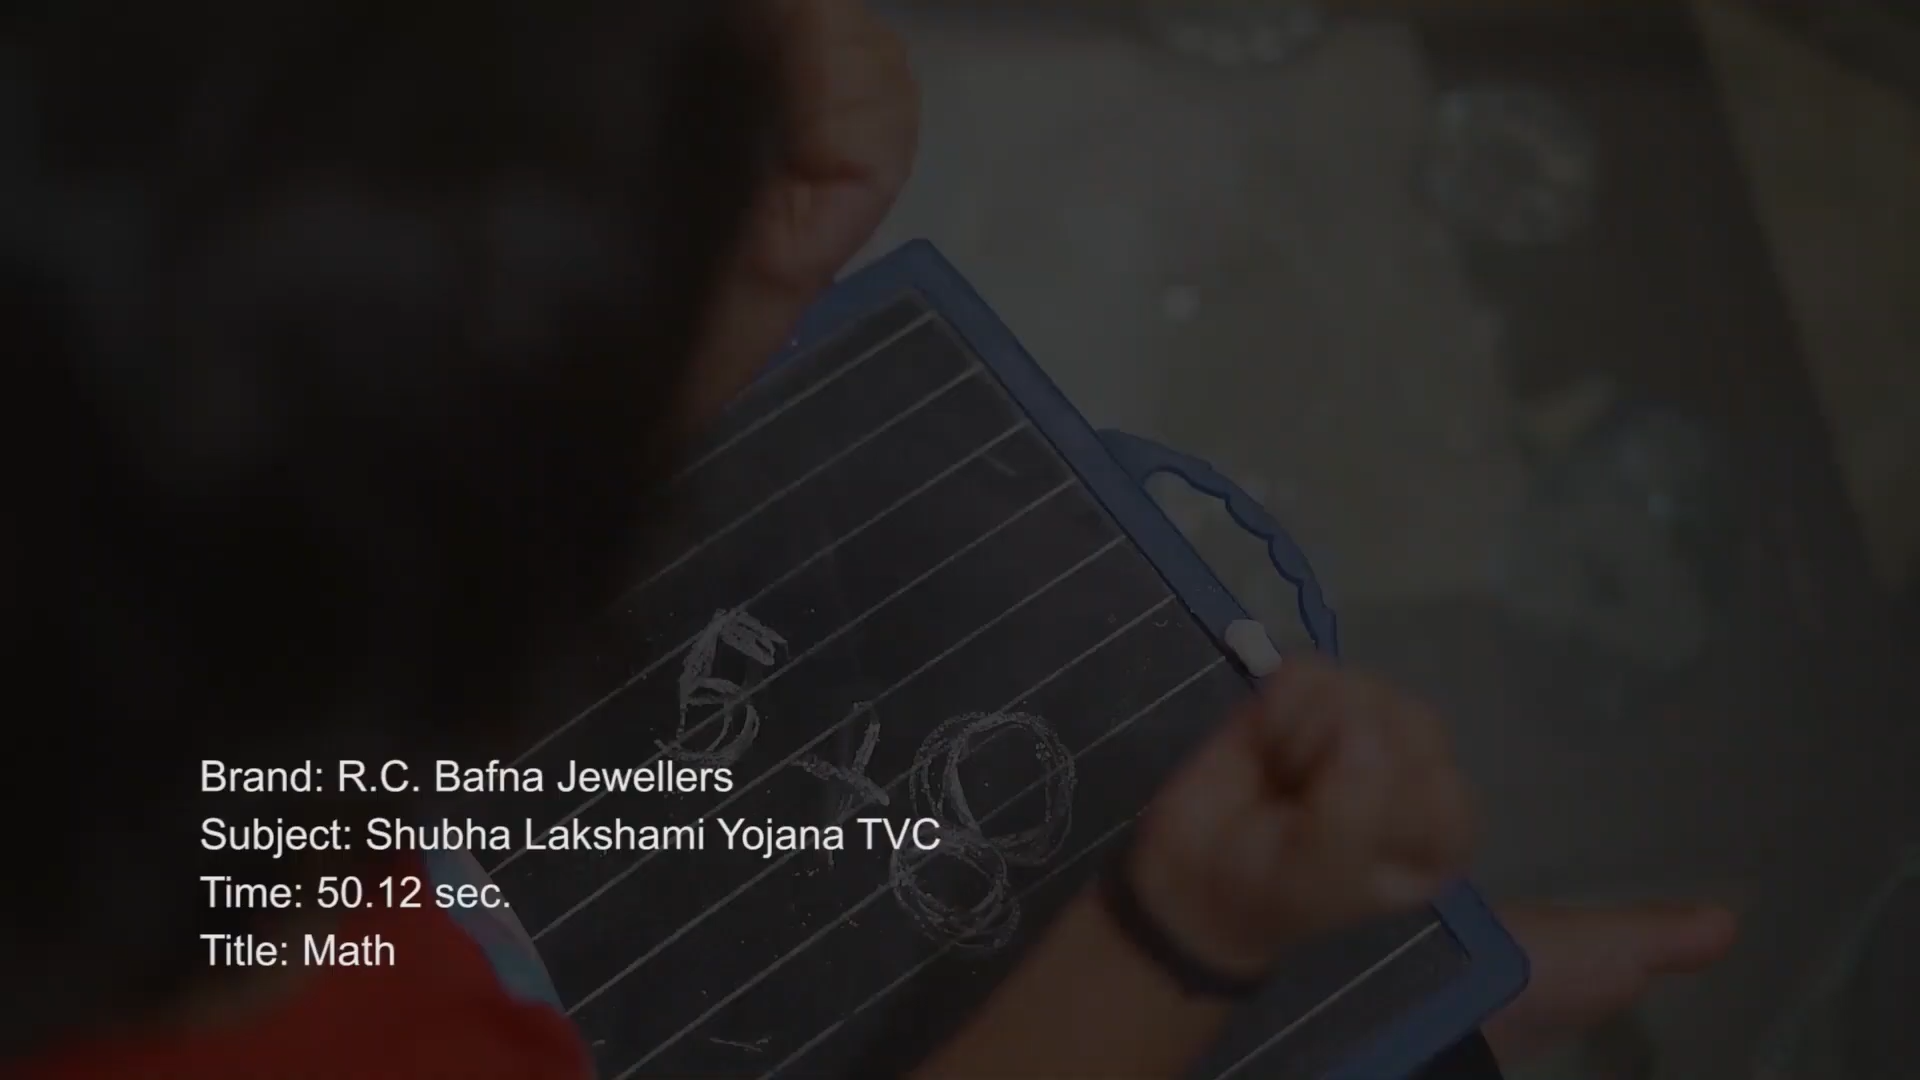 Brand: R.C. Bafna Jewellers
Subject: Shubha Lakshami Yojana TVC
Time: 50.12 sec.
Title: Math